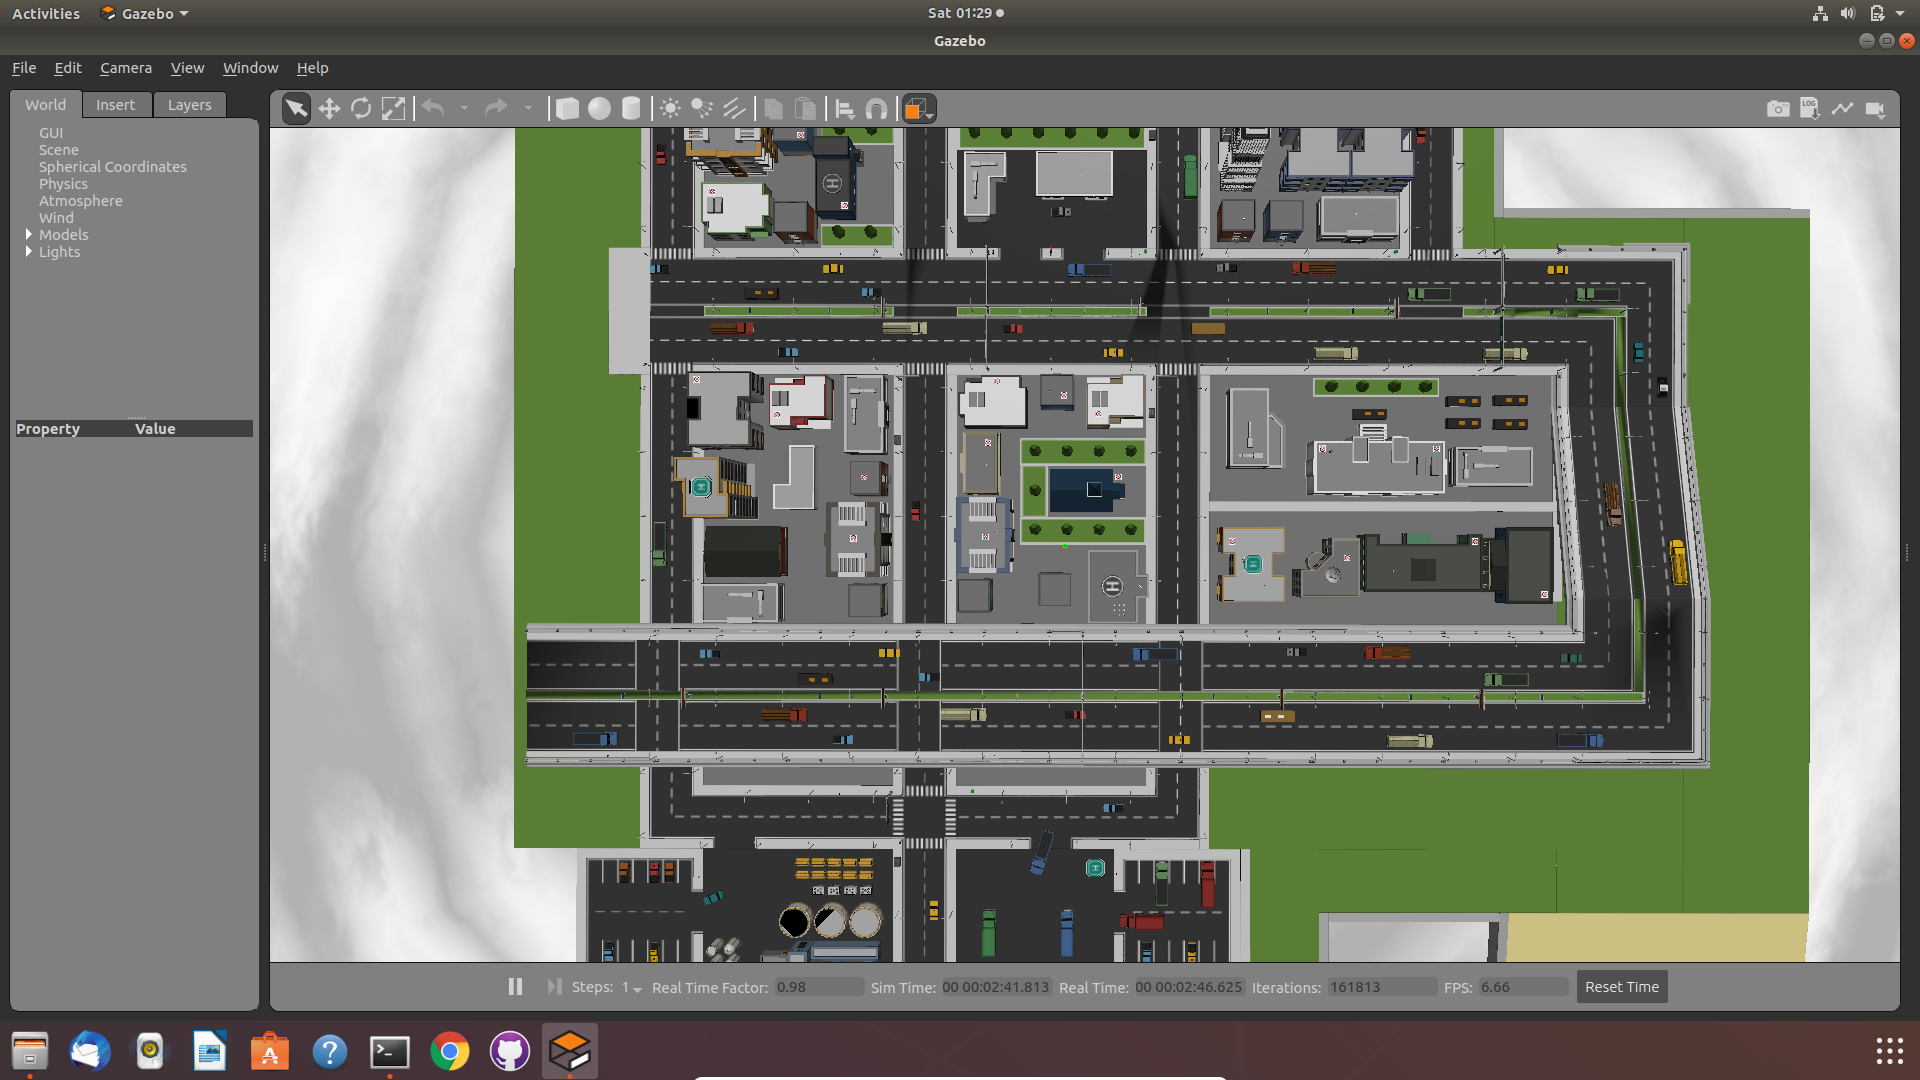 Activities
Gazebo
Sat 01:29
Gazebo
File Edit Camera View Window Help
World Insert Layers
LOG
GUI
Scene
Spherical Coordinates
Physics
Atmosphere
Wind
Models
Lights
Property Value
H
H
H
H
H
H
Steps: 1 Real Time Factor: 0.98 Sim Time: 00 00:02:41.813 Real Time: 00 00:02:46.625 Iterations: 161813 FPS: 6.66 Reset Time